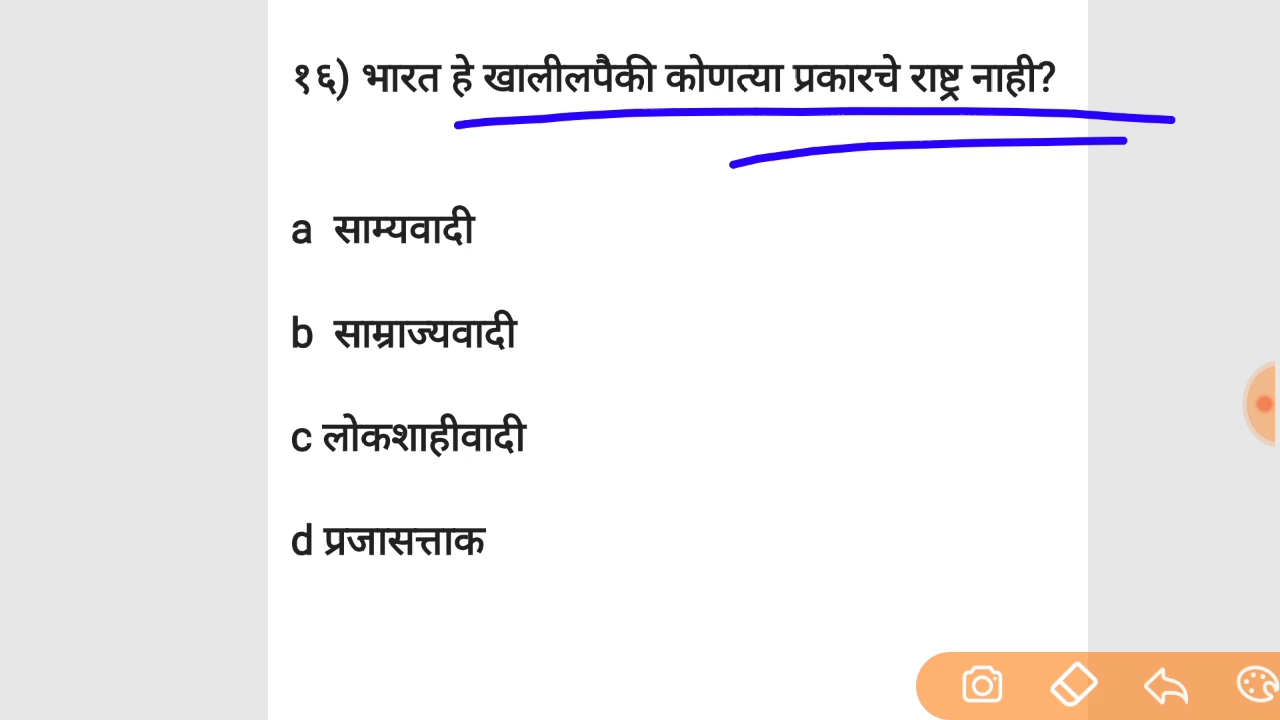 १६) भारत हे खालीलपैकी कोणत्या प्रकारचे राष्ट्र नाही?
a साम्यवादी
b साम्राज्यवादी
c लोकशाहीवादी
d प्रजासत्ताक